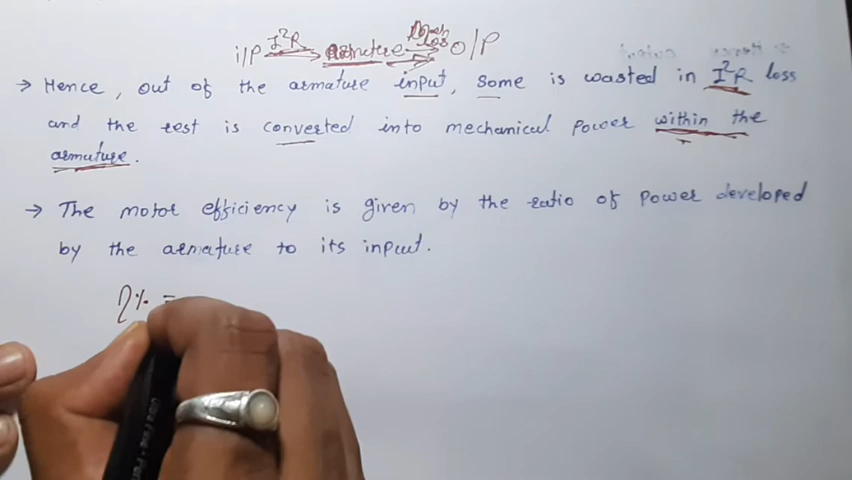 i/P I²R armature Mech Loss O/P
→ Hence, out of the armature input, some is wasted in I²R loss
and the rest is converted into mechanical power within the
armature.
→ The motor efficiency is given by the ratio of power developed
by the armature to its input.
η% =